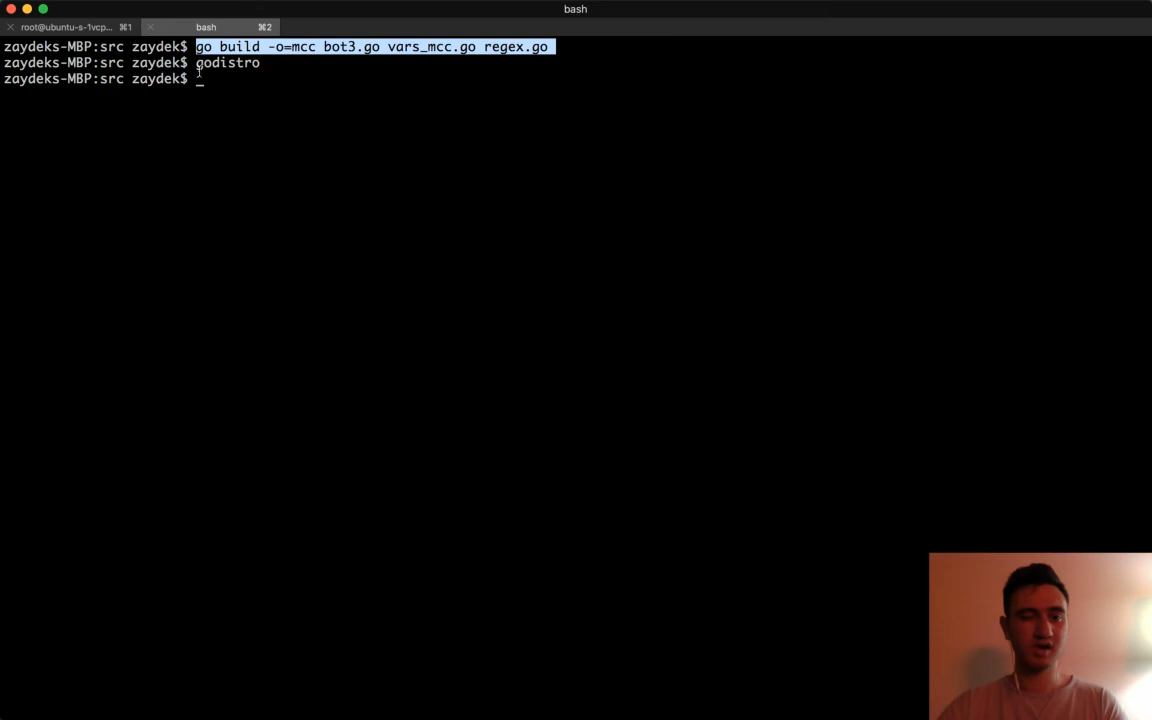 bash
root@ubuntu-s-1vcp... ⌘1
bash ⌘2
zaydeks-MBP:src zaydek$ go build -o=mcc bot3.go vars_mcc.go regex.go
zaydeks-MBP:src zaydek$ godistro
zaydeks-MBP:src zaydek$ _